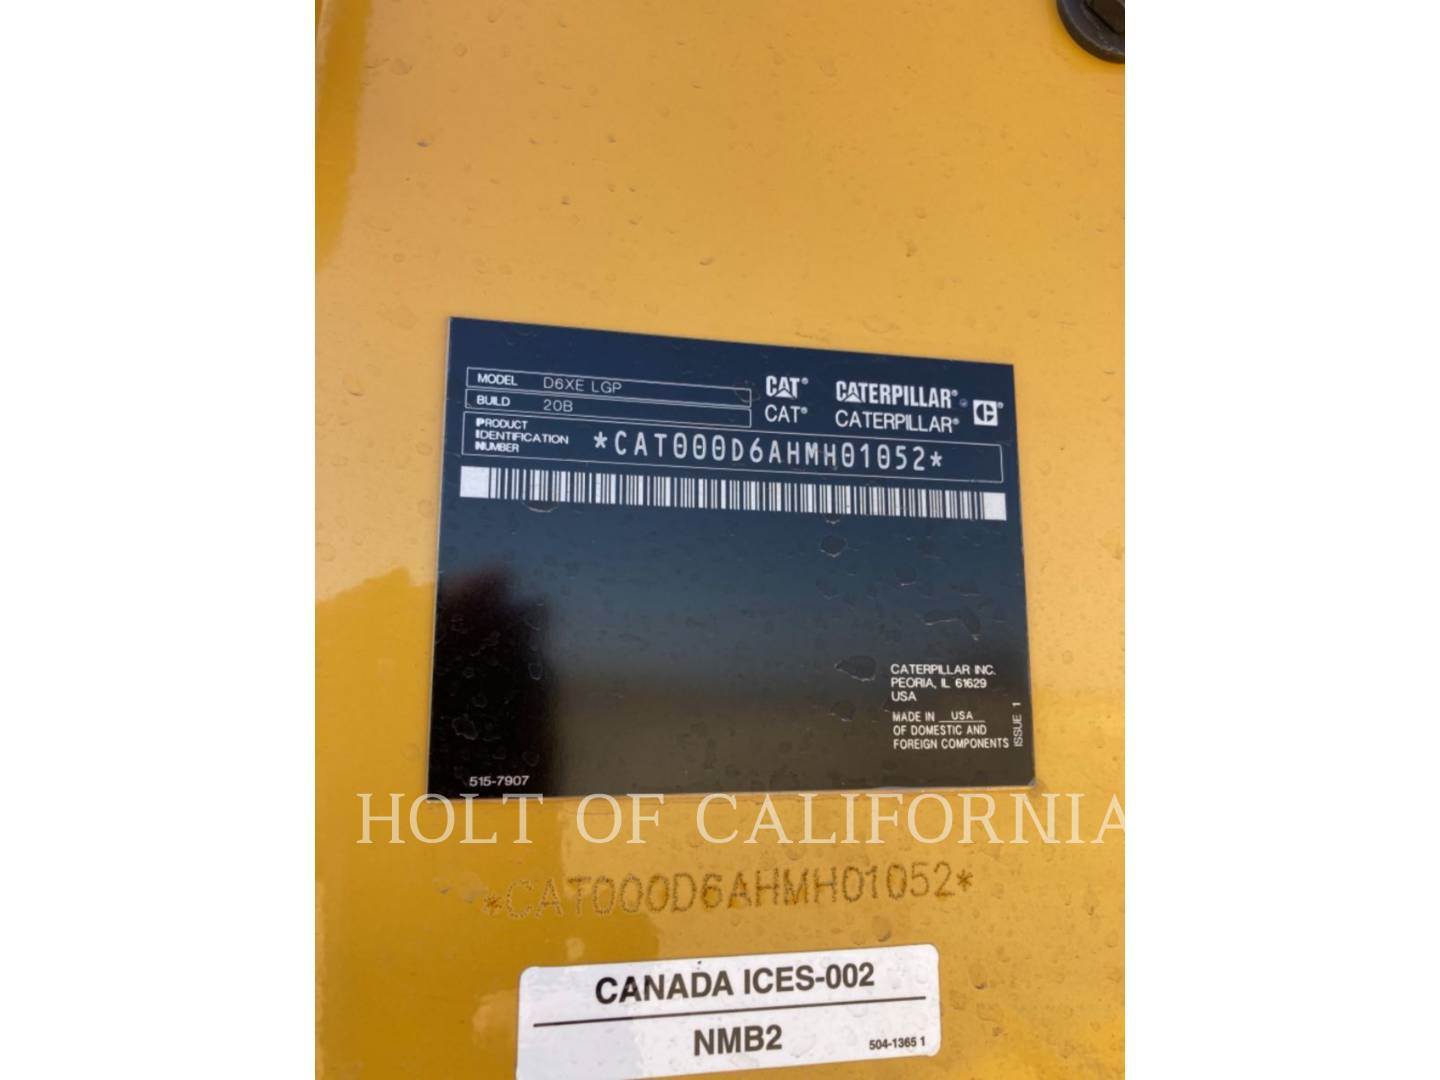 MODEL D6XE LGP
BUILD 20B
CAT® CATERPILLAR®
CAT® CATERPILLAR® CE®
PRODUCT
IDENTIFICATION
NUMBER
*CAT000D6AHMH01052*
CATERPILLAR INC.
PEORIA, IL 61629
USA
MADE IN USA
OF DOMESTIC AND
FOREIGN COMPONENTS
ISSUE 1
515-7907
HOLT OF CALIFORNIA
*CAT000D6AHMH01052*
CANADA ICES-002
NMB2
504-1365 1